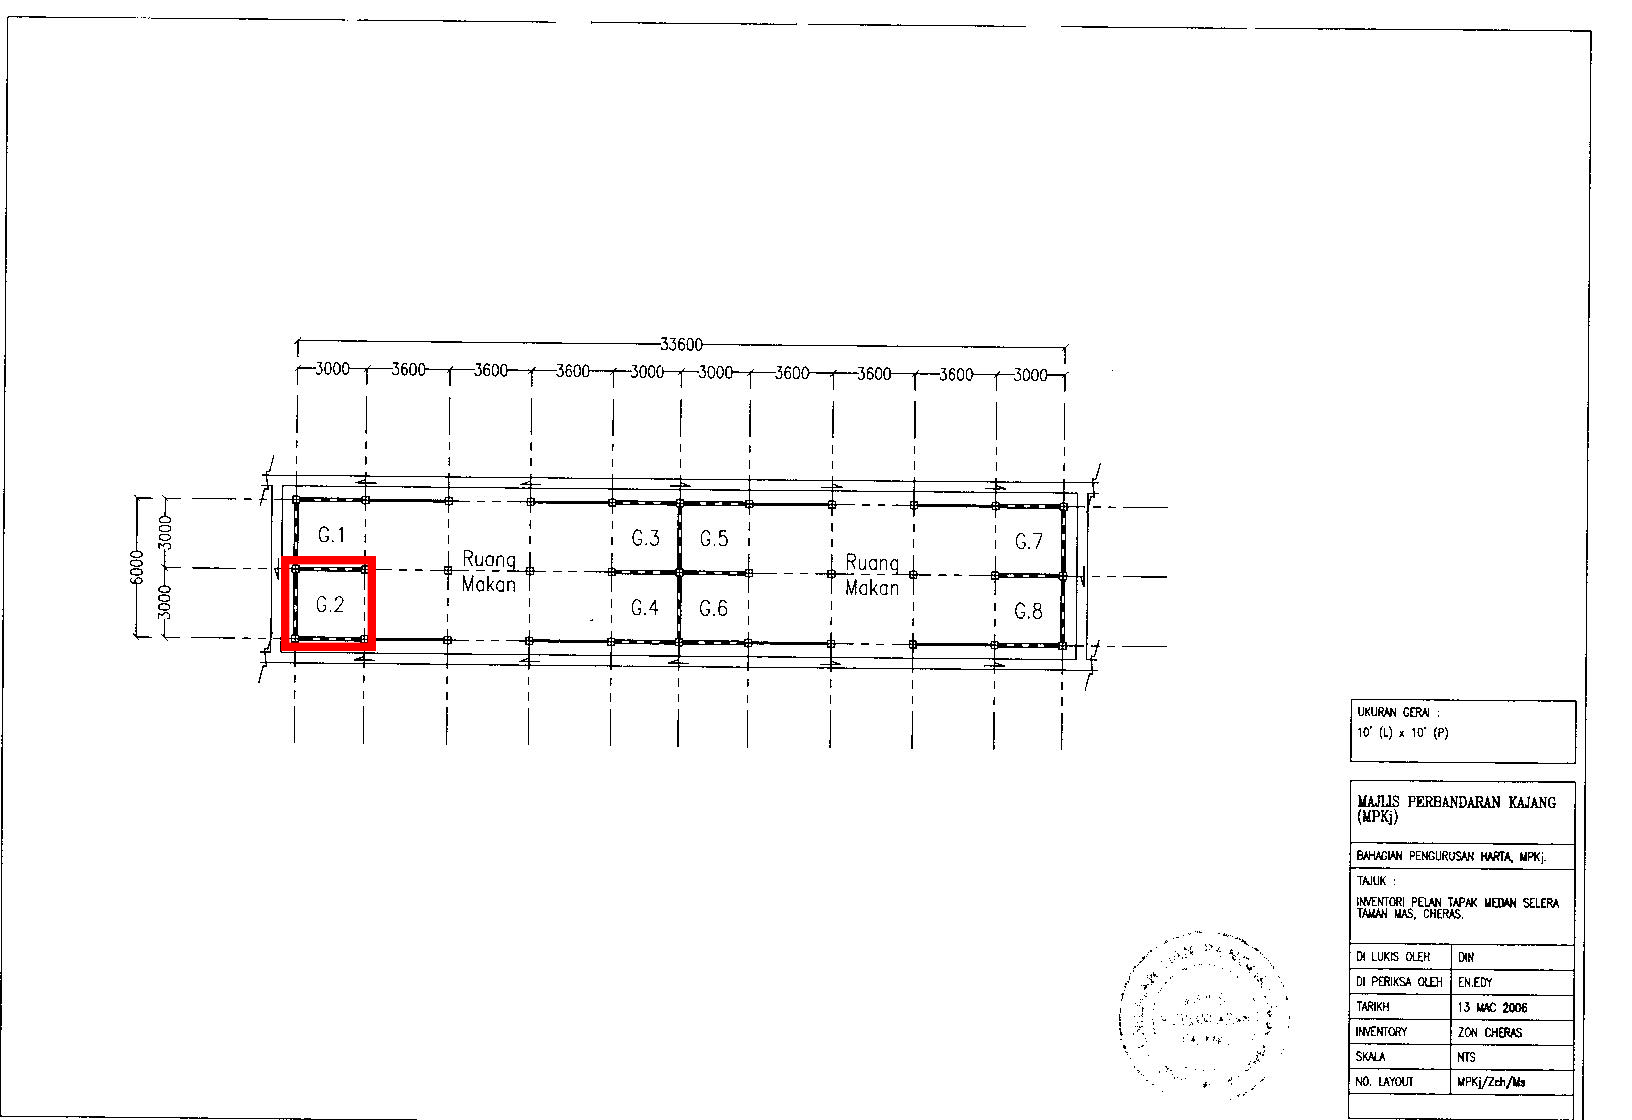 33600
3000 3600 3600 3600 3000 3000 3600 3600 3600 3000
6000
3000
3000
G.1
G.2
Ruang
Makan
G.3
G.5
G.4
G.6
Ruang
Makan
G.7
G.8
UKURAN GERAI :
10' (L) x 10' (P)
MAJLIS PERBANDARAN KAJANG
(MPKj)
BAHAGIAN PENGURUSAN HARTA, MPKj.
TAJUK :
INVENTORI PELAN TAPAK MEDAN SELERA
TAMAN MAS, CHERAS.
DI LUKIS OLEH DIN
DI PERIKSA OLEH EN.EDY
TARIKH 13 MAC 2006
INVENTORY ZON CHERAS
SKALA NTS
NO. LAYOUT MPKj/Zch/Ms